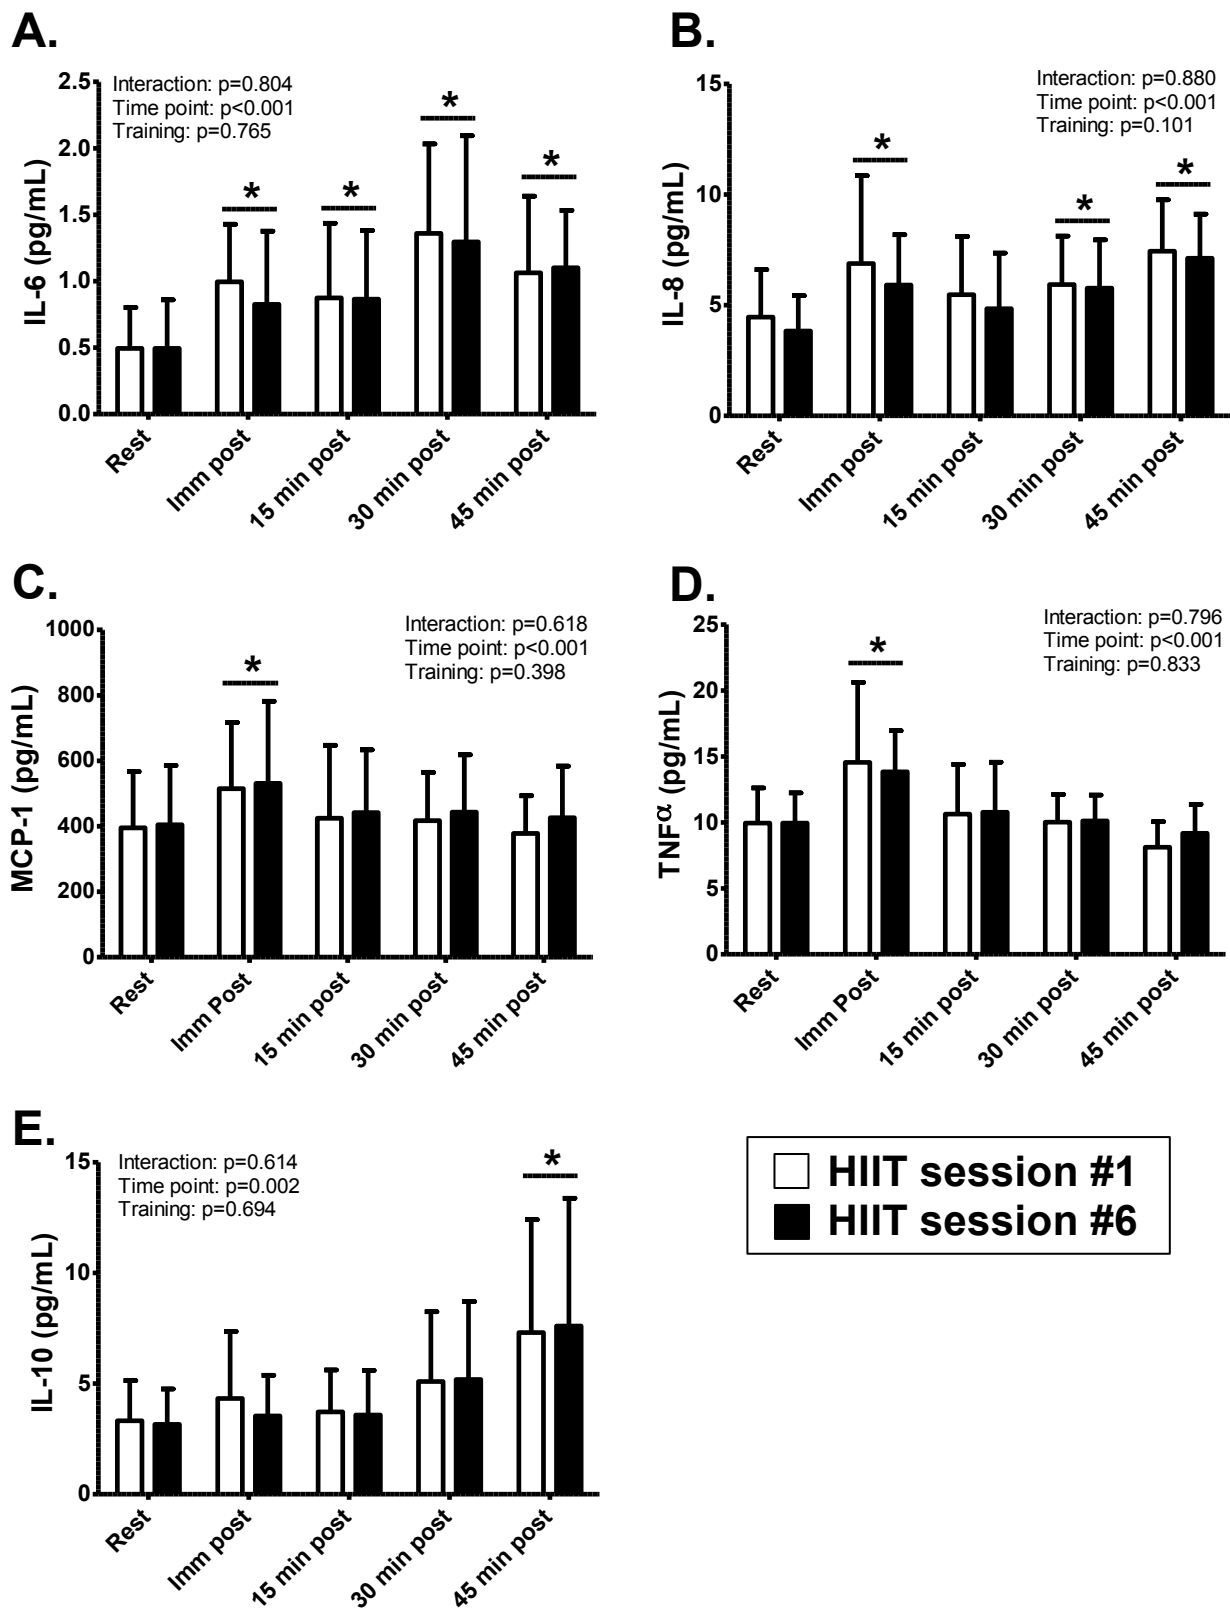 A.
Interaction: p=0.804
Time point: p<0.001
Training: p=0.765
IL-6 (pg/mL)
2.5
2.0
1.5
1.0
0.5
0.0
*
*
*
*
Rest
Imm post
15 min post
30 min post
45 min post
B.
Interaction: p=0.880
Time point: p<0.001
Training: p=0.101
IL-8 (pg/mL)
15
10
5
0
*
*
*
Rest
Imm post
15 min post
30 min post
45 min post
C.
Interaction: p=0.618
Time point: p<0.001
Training: p=0.398
MCP-1 (pg/mL)
1000
800
600
400
200
0
*
Rest
Imm Post
15 min post
30 min post
45 min post
D.
Interaction: p=0.796
Time point: p<0.001
Training: p=0.833
TNFα (pg/mL)
25
20
15
10
5
0
*
Rest
Imm Post
15 min post
30 min post
45 min post
E.
Interaction: p=0.614
Time point: p=0.002
Training: p=0.694
IL-10 (pg/mL)
15
10
5
0
*
Rest
Imm post
15 min post
30 min post
45 min post
HIIT session #1
HIIT session #6